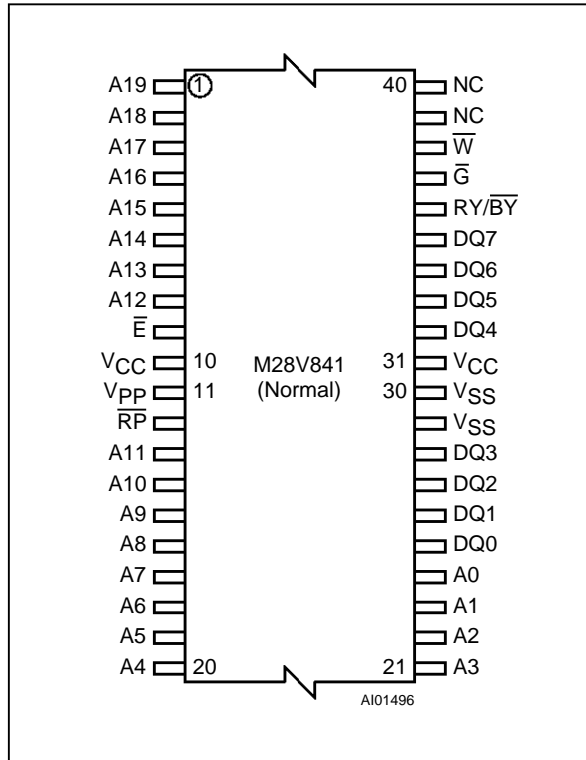 A19 1 40 NC
A18 NC
A17 W̅
A16 G̅
A15 RY/B̅Y̅
A14 DQ7
A13 DQ6
A12 DQ5
E̅ DQ4
VCC 10 M28V841 31 VCC
VPP 11 (Normal) 30 VSS
R̅P̅ VSS
A11 DQ3
A10 DQ2
A9 DQ1
A8 DQ0
A7 A0
A6 A1
A5 A2
A4 20 21 A3
AI01496